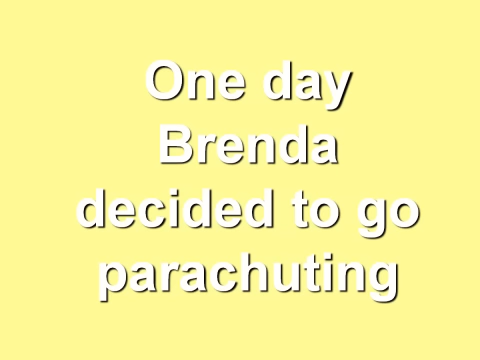 One day
Brenda
decided to go
parachuting